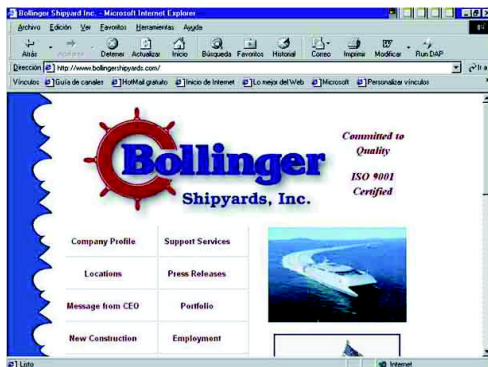 Bollinger Shipyard Inc. - Microsoft Internet Explorer
Archivo Edición Ver Favoritos Herramientas Ayuda
Atrás Detener Actualizar Inicio Búsqueda Favoritos Historial Correo Imprimir Modificar Run DAP
Dirección http://www.bollingershipyards.com/ Ir a
Vínculos Guía de canales HotMail gratuito Inicio de Internet Lo mejor del Web Microsoft Personalizar vínculos
Committed to
Quality
Bollinger
ISO 9001
Certified
Shipyards, Inc.
Company Profile Support Services
Locations Press Releases
Message from CEO Portfolio
New Construction Employment
Listo Internet